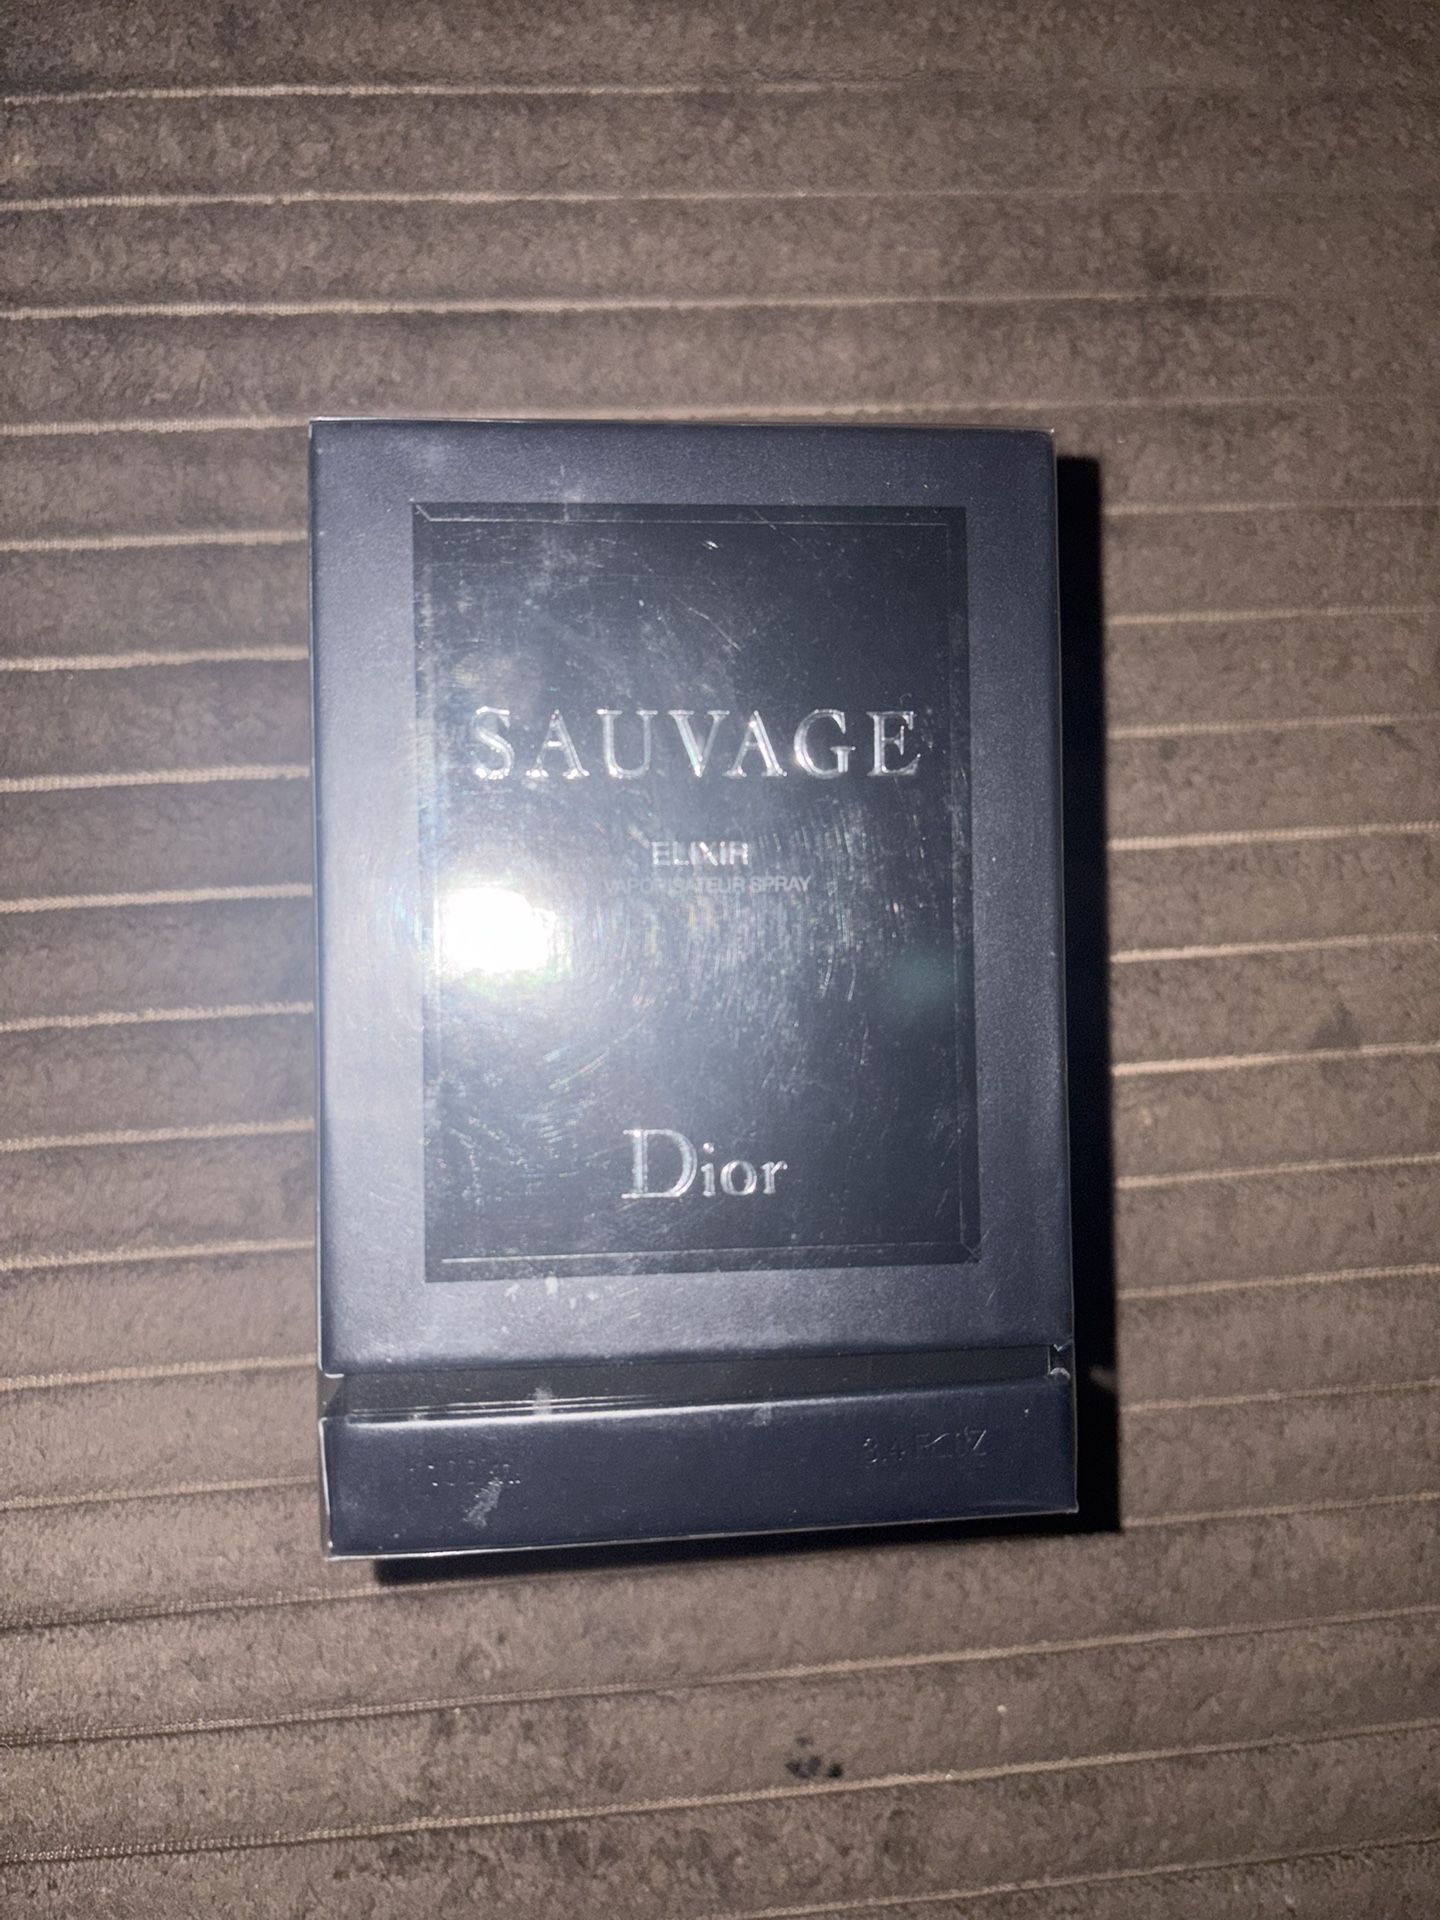 SAUVAGE
ELIXIR
VAPORISATEUR SPRAY
Dior
3.4 FL.OZ